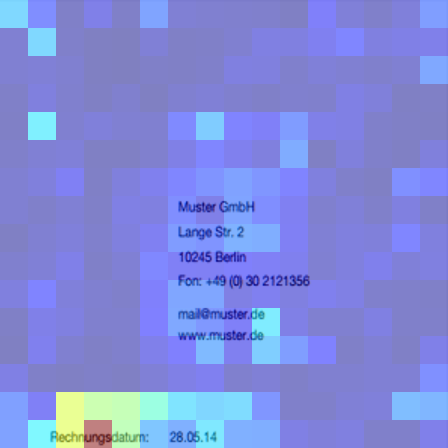 Muster GmbH
Lange Str. 2
10245 Berlin
Fon: +49 (0) 30 2121356
mail@muster.de
www.muster.de
Rechnungsdatum: 28.05.14